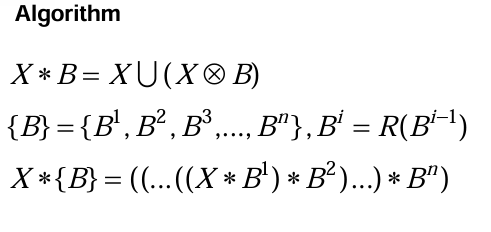 Algorithm
X * B = X ⋃ (X ⊗ B)
{B} = {B¹, B², B³,..., Bⁿ}, Bⁱ = R(Bⁱ⁻¹)
X * {B} = ((...((X * B¹) * B²)...) * Bⁿ)